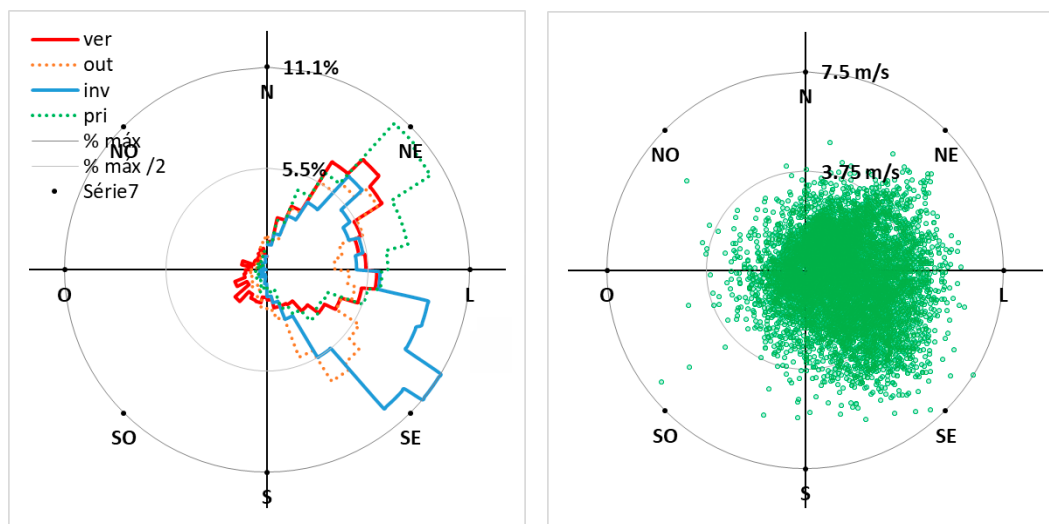 ver
out
inv
pri
% máx
% máx /2
Série7
11.1%
N
NO
NE
5.5%
O
L
SO
SE
S
7.5 m/s
N
NO
NE
3.75 m/s
O
L
SO
SE
S